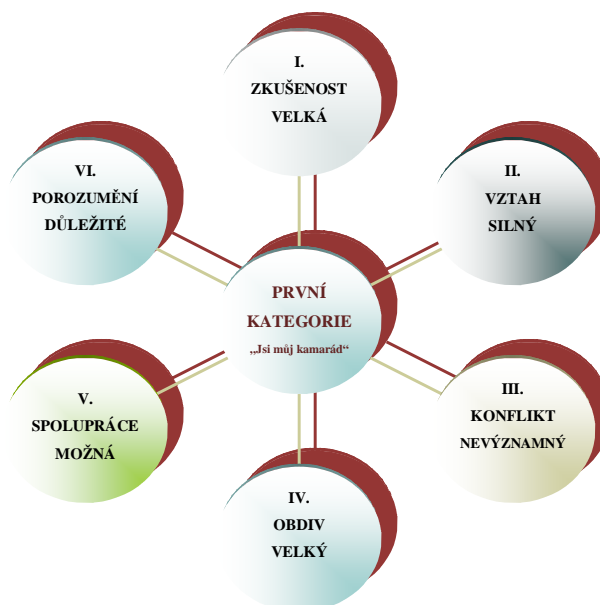 I.
ZKUŠENOST
VELKÁ
II.
VZTAH
SILNÝ
III.
KONFLIKT
NEVÝZNAMNÝ
IV.
OBDIV
VELKÝ
V.
SPOLUPRÁCE
MOŽNÁ
VI.
POROZUMĚNÍ
DŮLEŽITÉ
PRVNÍ
KATEGORIE
„Jsi můj kamarád“